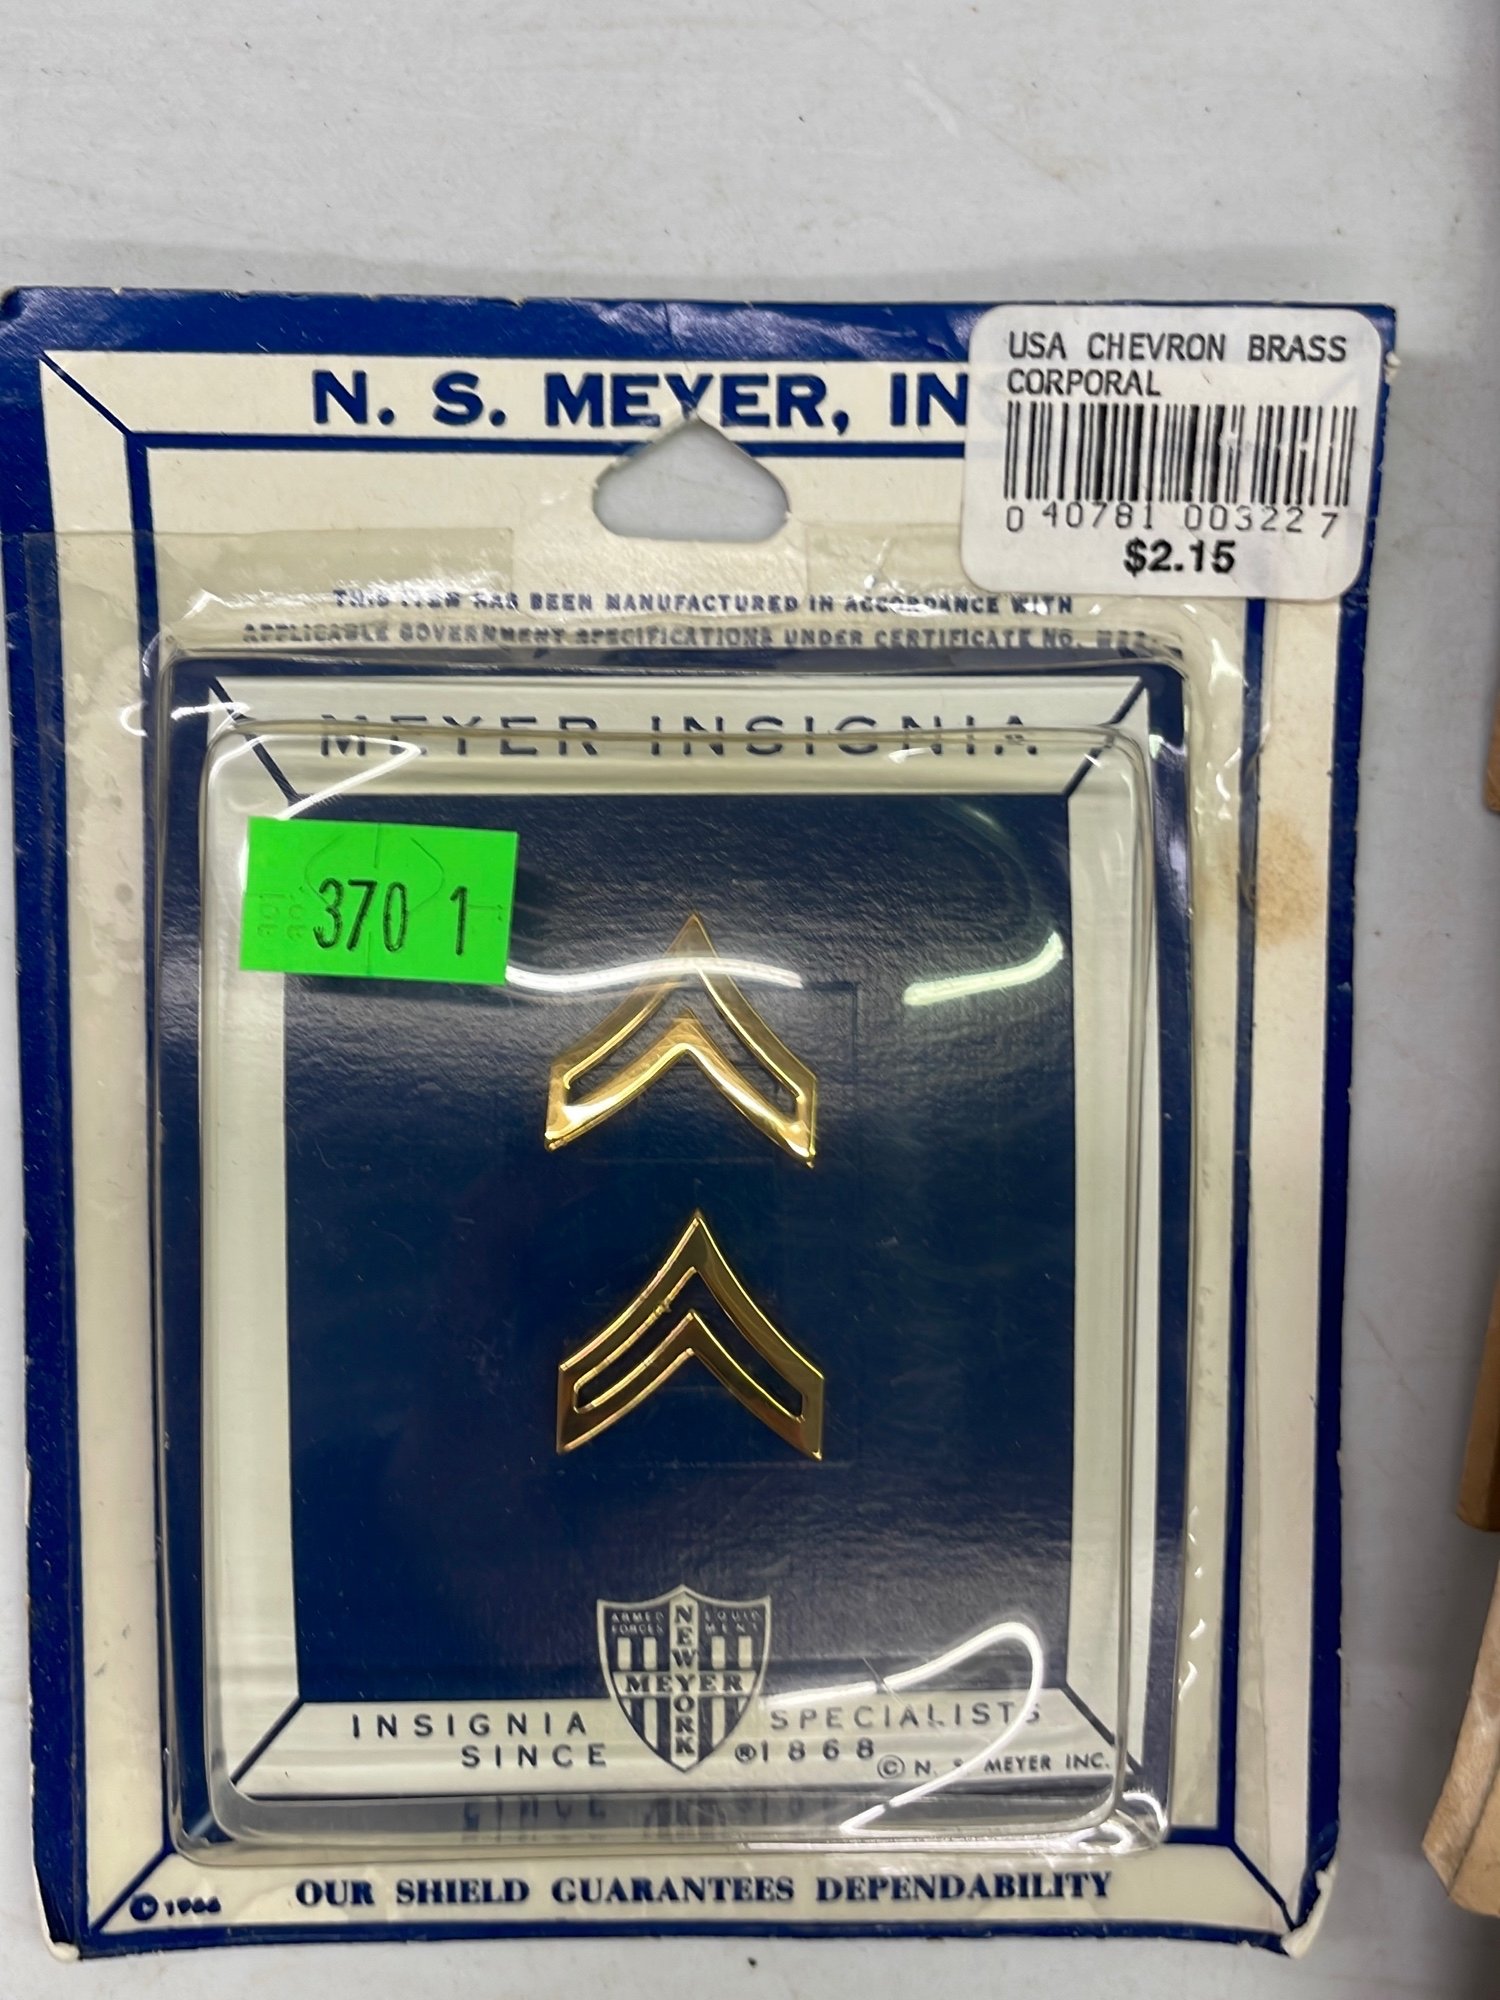 N. S. MEYER, IN
USA CHEVRON BRASS
CORPORAL
0 40781 00322 7
$2.15
THIS ITEM HAS BEEN MANUFACTURED IN ACCORDANCE WITH
APPLICABLE GOVERNMENT SPECIFICATIONS UNDER CERTIFICATE NO.
MEYER INSIGNIA
370 1
ARMED FORCES EQUIPMENT
NEW YORK
MEYER
INSIGNIA SPECIALISTS
SINCE ®1868
© N. S. MEYER INC.
© 1966
OUR SHIELD GUARANTEES DEPENDABILITY